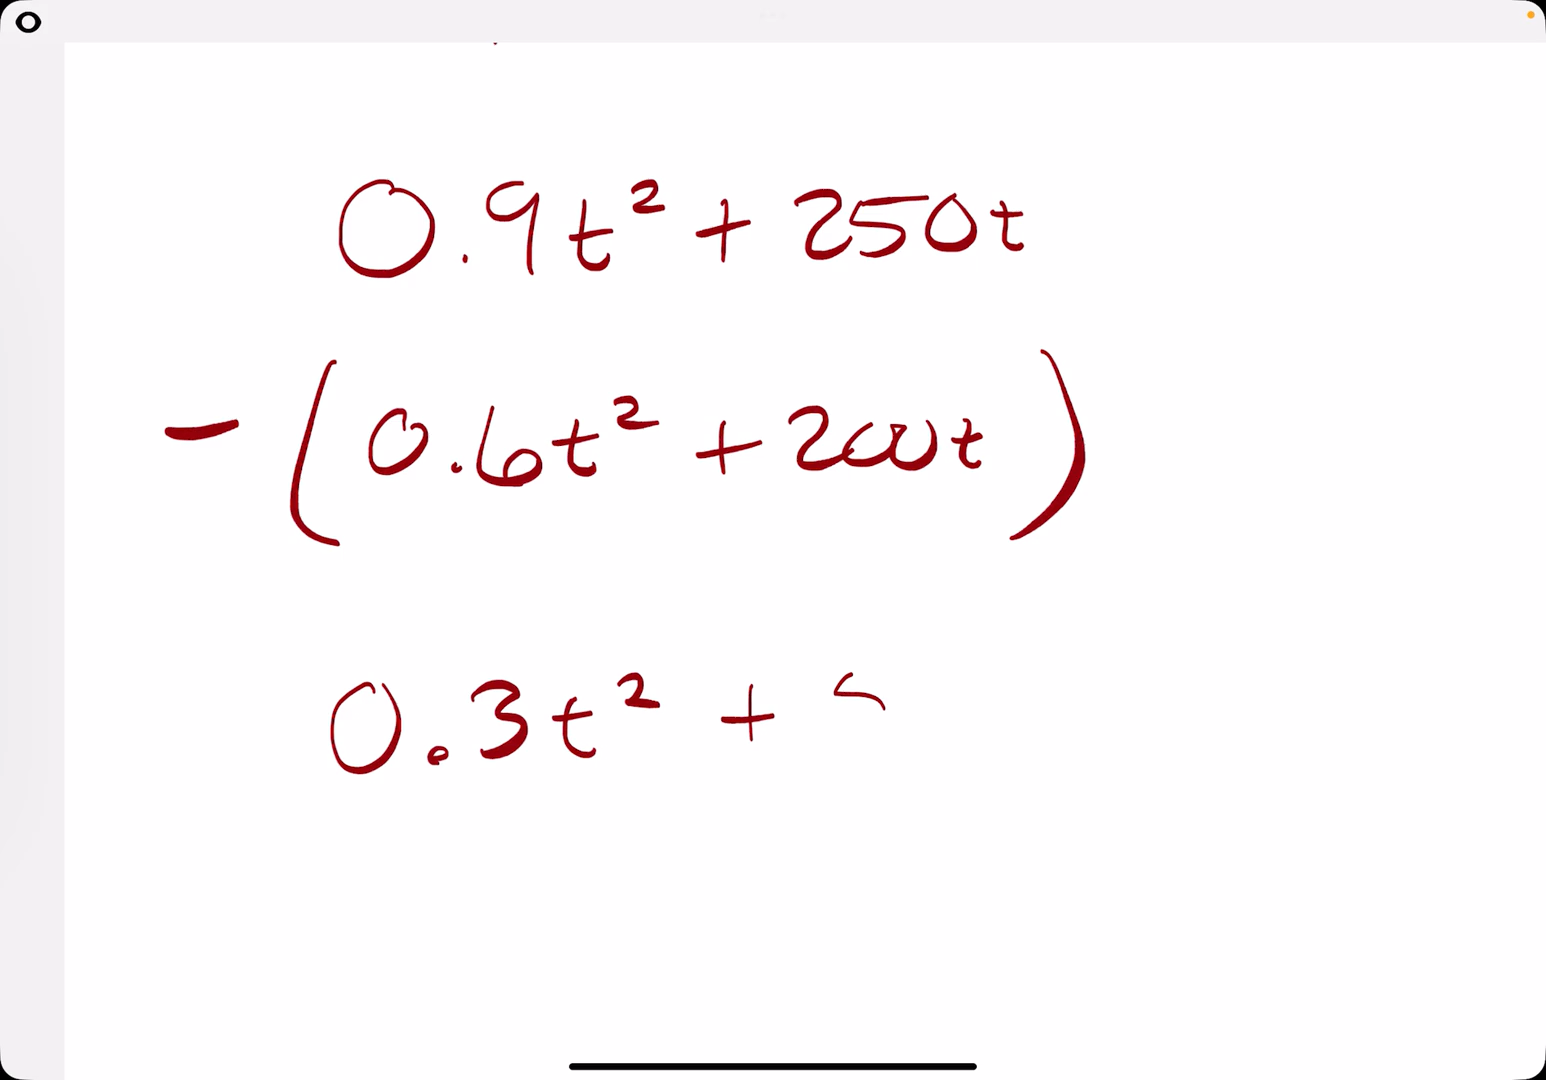 0.9t² + 250t
- (0.6t² + 200t)
0.3t² +